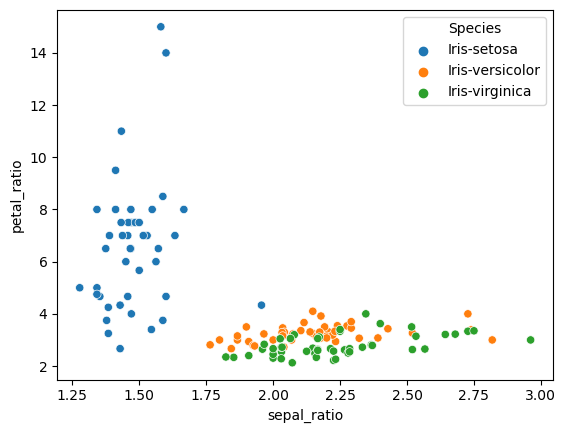 Species
Iris-setosa
Iris-versicolor
Iris-virginica
petal_ratio
14
12
10
8
6
4
2
1.25
1.50
1.75
2.00
2.25
2.50
2.75
3.00
sepal_ratio